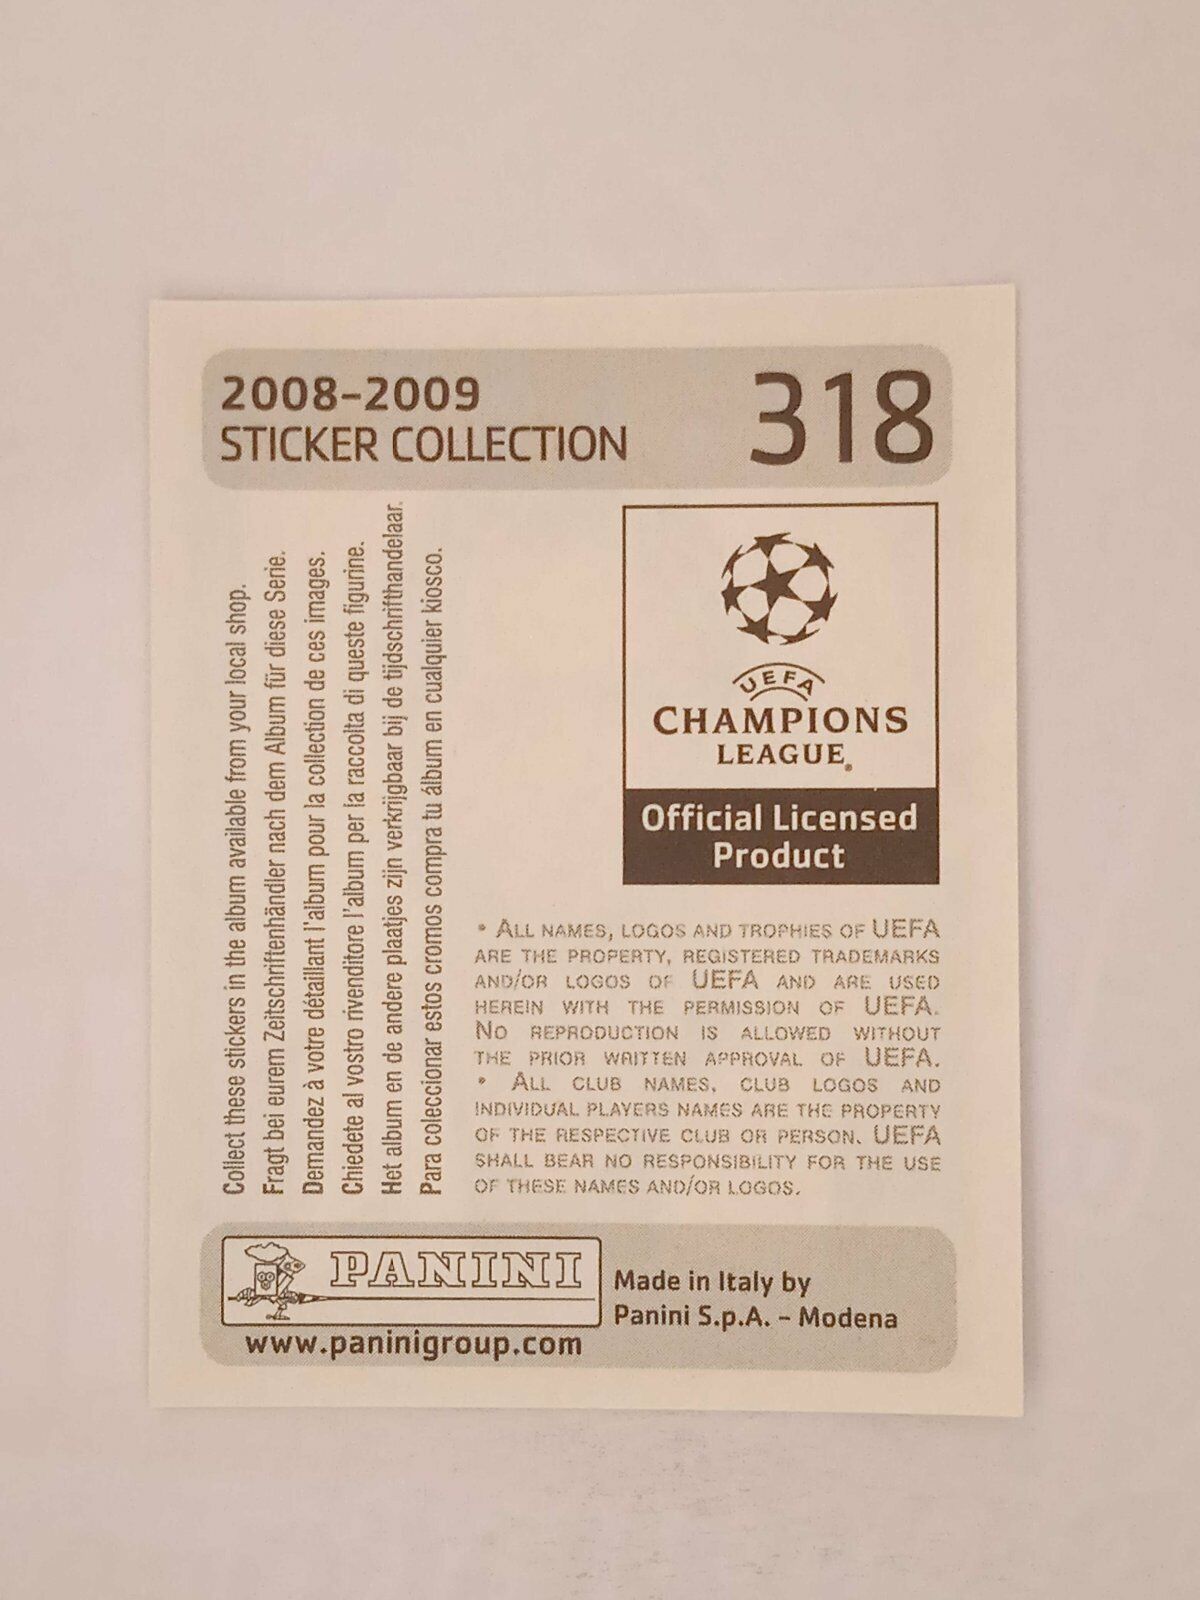 2008–2009
STICKER COLLECTION
318
Collect these stickers in the album available from your local shop.
Fragt bei eurem Zeitschriftenhändler nach dem Album für diese Serie.
Demandez à votre détaillant l'album pour la collection de ces images.
Chiedete al vostro rivenditore l'album per la raccolta di queste figurine.
Het album en de andere plaatjes zijn verkrijgbaar bij de tijdschrifthandelaar.
Para coleccionar estos cromos compra tu álbum en cualquier kiosco.
UEFA
CHAMPIONS
LEAGUE®
Official Licensed
Product
• ALL NAMES, LOGOS AND TROPHIES OF UEFA
ARE THE PROPERTY, REGISTERED TRADEMARKS
AND/OR LOGOS OF UEFA AND ARE USED
HEREIN WITH THE PERMISSION OF UEFA.
NO REPRODUCTION IS ALLOWED WITHOUT
THE PRIOR WRITTEN APPROVAL OF UEFA.
• ALL CLUB NAMES, CLUB LOGOS AND
INDIVIDUAL PLAYERS NAMES ARE THE PROPERTY
OF THE RESPECTIVE CLUB OR PERSON. UEFA
SHALL BEAR NO RESPONSIBILITY FOR THE USE
OF THESE NAMES AND/OR LOGOS.
PANINI
www.paninigroup.com
Made in Italy by
Panini S.p.A. – Modena